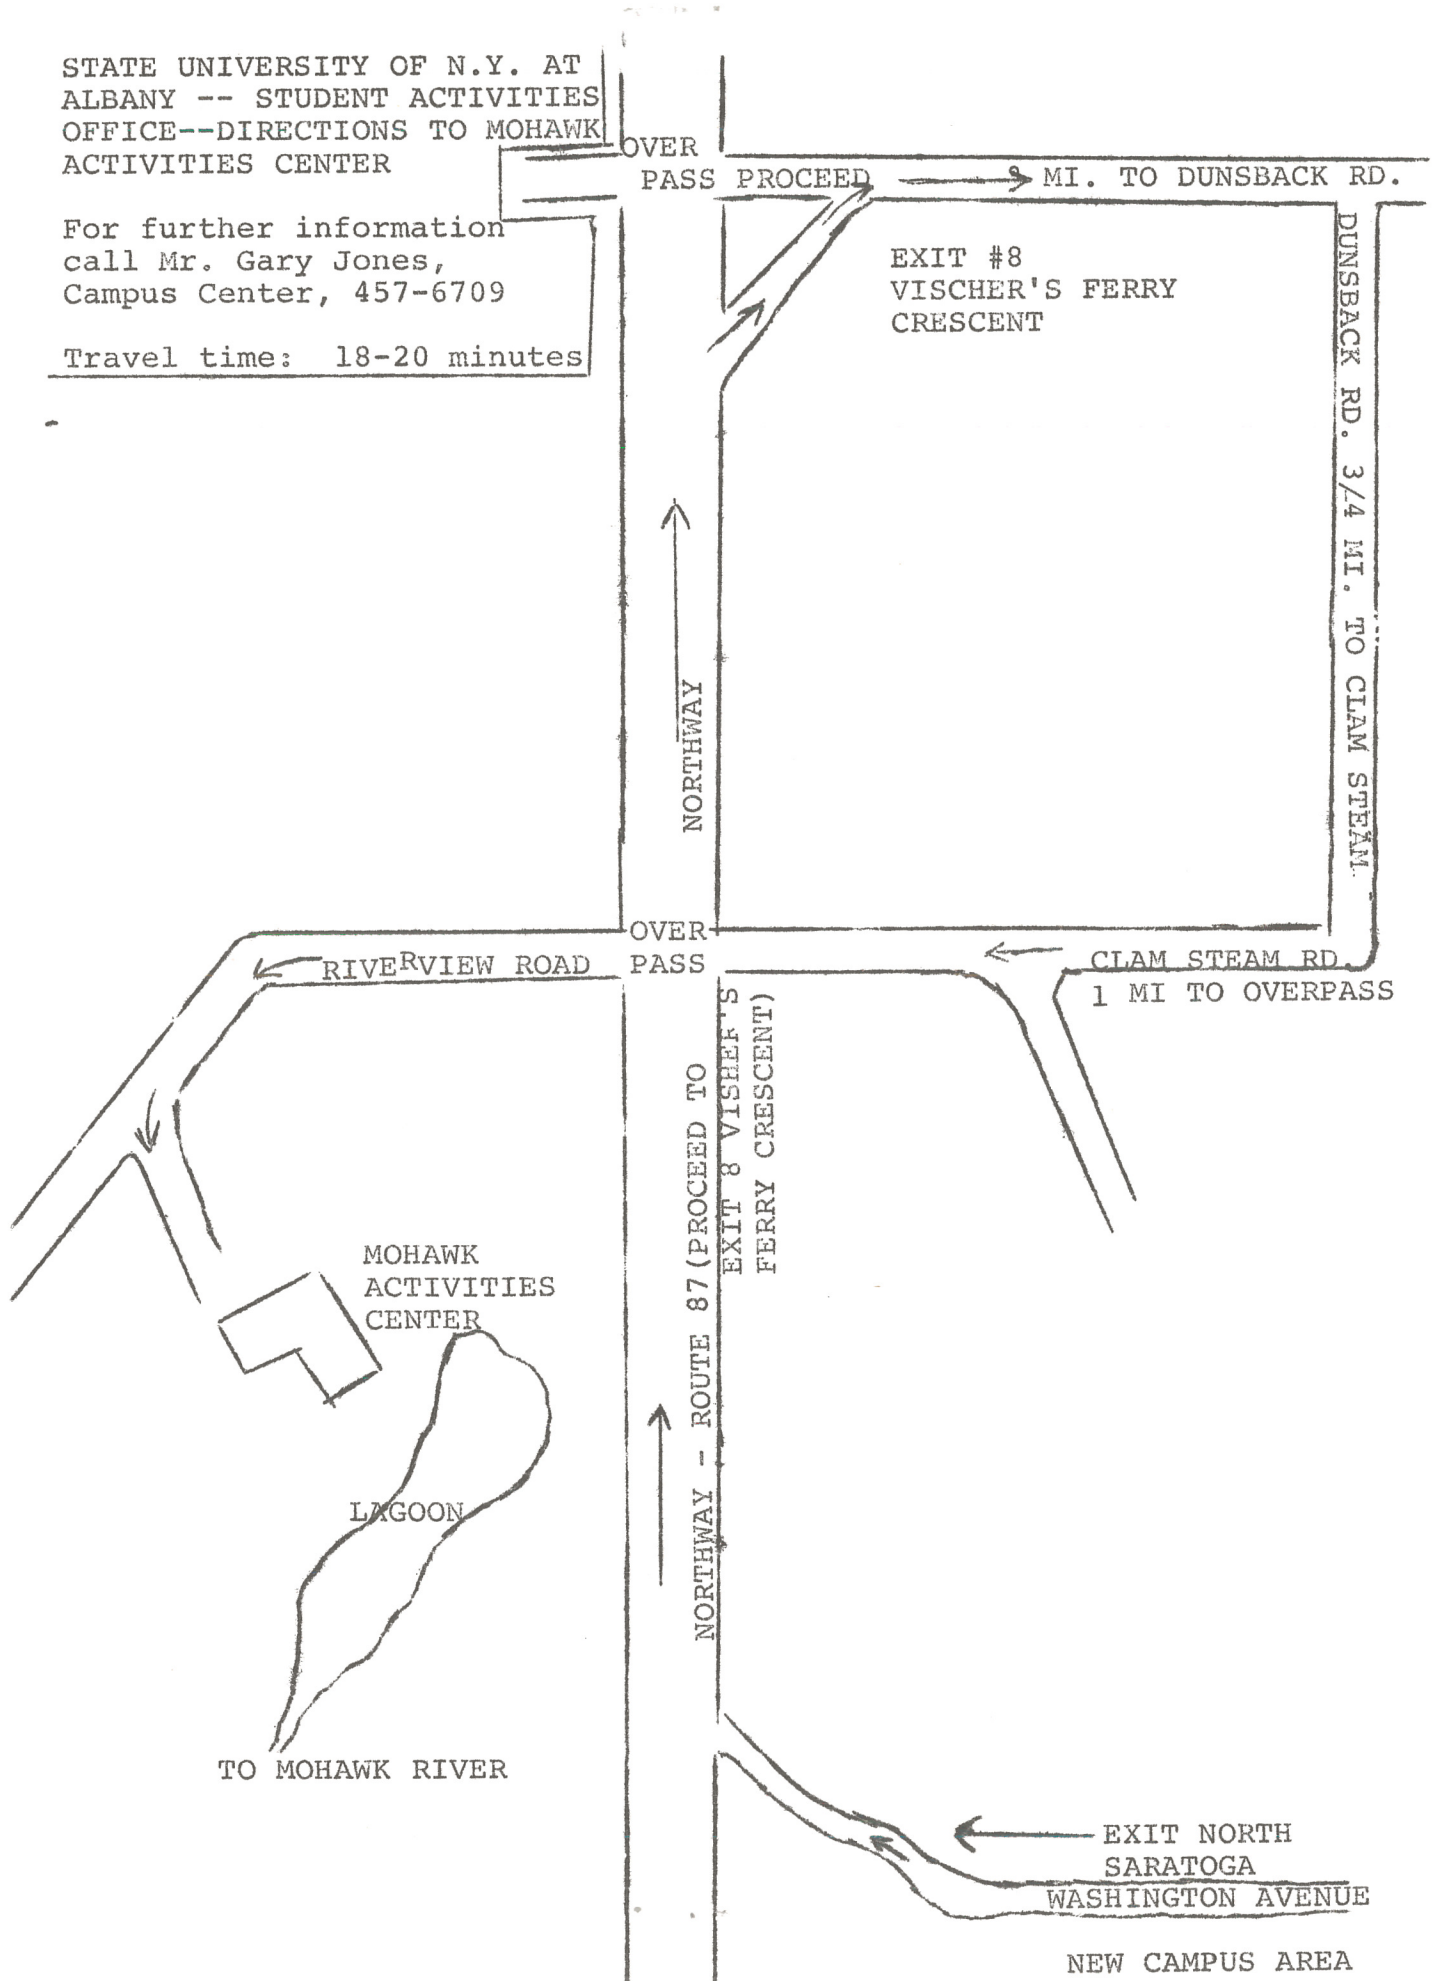 STATE UNIVERSITY OF N.Y. AT
ALBANY -- STUDENT ACTIVITIES
OFFICE--DIRECTIONS TO MOHAWK
ACTIVITIES CENTER
For further information
call Mr. Gary Jones,
Campus Center, 457-6709
Travel time: 18-20 minutes
OVER
PASS PROCEED
MI. TO DUNSBACK RD.
EXIT #8
VISCHER'S FERRY
CRESCENT
DUNSBACK RD. 3/4 MI. TO CLAM STEAM
NORTHWAY
OVER
PASS
RIVERVIEW ROAD
CLAM STEAM RD.
1 MI TO OVERPASS
NORTHWAY - ROUTE 87(PROCEED TO
EXIT 8 VISHER'S
FERRY CRESCENT)
MOHAWK
ACTIVITIES
CENTER
LAGOON
TO MOHAWK RIVER
EXIT NORTH
SARATOGA
WASHINGTON AVENUE
NEW CAMPUS AREA